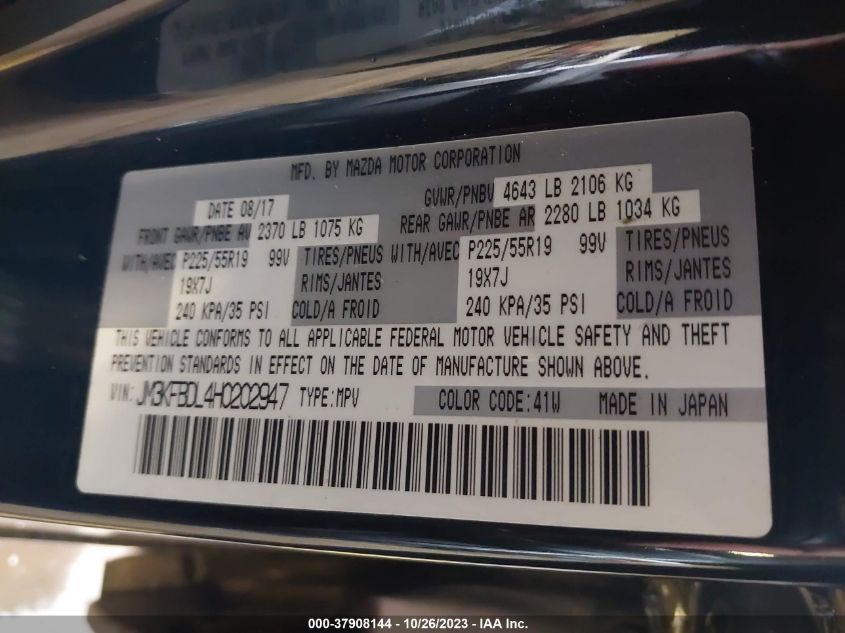 MFD. BY MAZDA MOTOR CORPORATION
DATE 08/17 GVWR/PNBV 4643 LB 2106 KG
FRONT GAWR/PNBE AV 2370 LB 1075 KG REAR GAWR/PNBE AR 2280 LB 1034 KG
WITH/AVEC P225/55R19 99V TIRES/PNEUS WITH/AVEC P225/55R19 99V TIRES/PNEUS
19X7J RIMS/JANTES 19X7J RIMS/JANTES
240 KPA/35 PSI COLD/A FROID 240 KPA/35 PSI COLD/A FROID
THIS VEHICLE CONFORMS TO ALL APPLICABLE FEDERAL MOTOR VEHICLE SAFETY AND THEFT
PREVENTION STANDARDS IN EFFECT ON THE DATE OF MANUFACTURE SHOWN ABOVE.
VIN: JM3KFBDL4H0202947 TYPE:MPV COLOR CODE:41W MADE IN JAPAN
000-37908144 - 10/26/2023 - IAA Inc.